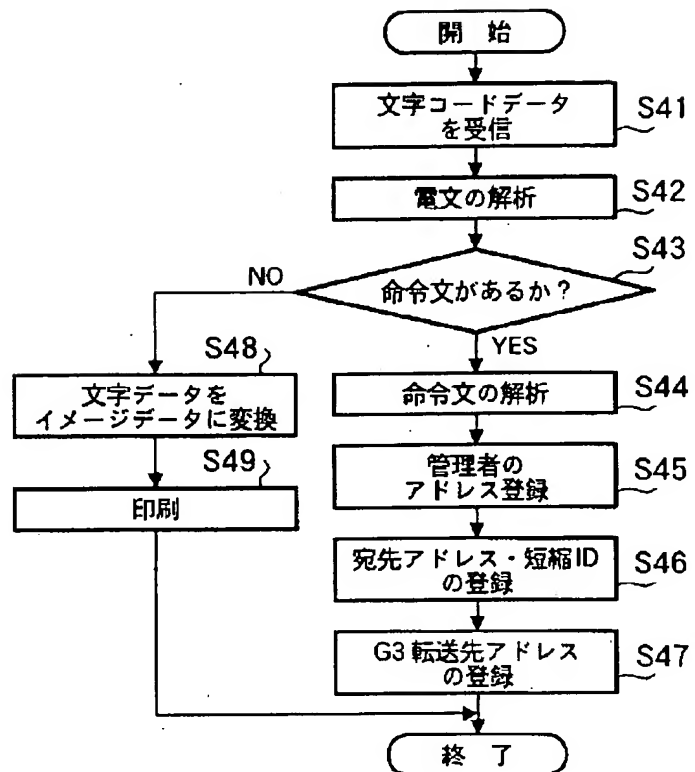 開 始
文字コードデータ
を受信
S41
電文の解析
S42
命令文があるか？
S43
NO
YES
命令文の解析
S44
管理者の
アドレス登録
S45
宛先アドレス・短縮ID
の登録
S46
G3 転送先アドレス
の登録
S47
文字データを
イメージデータに変換
S48
印刷
S49
終 了